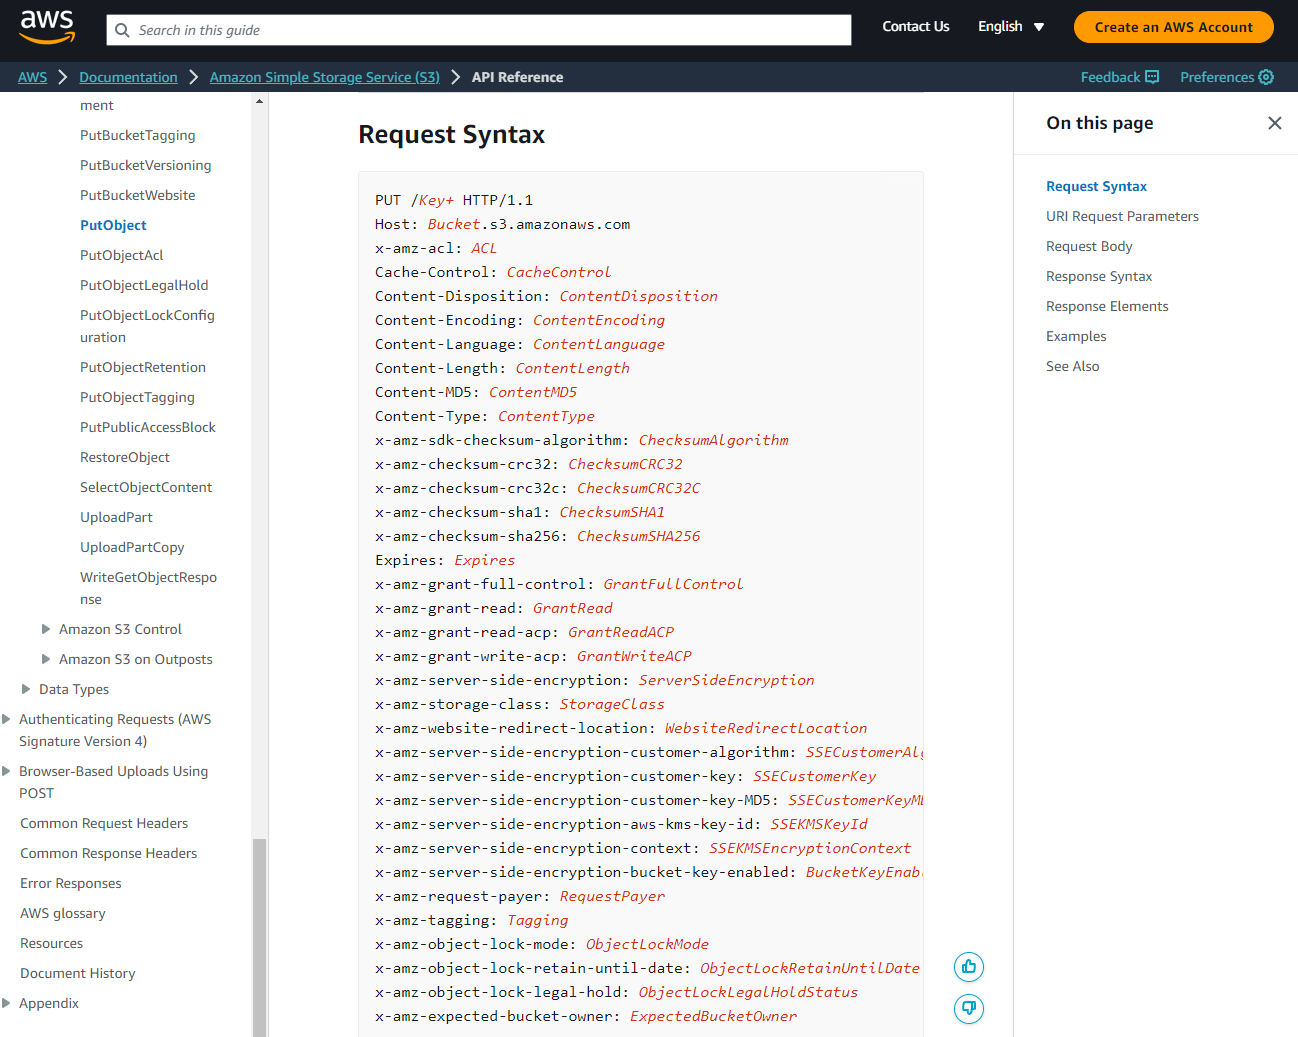 aws
Search in this guide
Contact Us
English
Create an AWS Account
AWS
Documentation
Amazon Simple Storage Service (S3)
API Reference
Feedback
Preferences
ment
PutBucketTagging
PutBucketVersioning
PutBucketWebsite
PutObject
PutObjectAcl
PutObjectLegalHold
PutObjectLockConfig
uration
PutObjectRetention
PutObjectTagging
PutPublicAccessBlock
RestoreObject
SelectObjectContent
UploadPart
UploadPartCopy
WriteGetObjectRespo
nse
Amazon S3 Control
Amazon S3 on Outposts
Data Types
Authenticating Requests (AWS
Signature Version 4)
Browser-Based Uploads Using
POST
Common Request Headers
Common Response Headers
Error Responses
AWS glossary
Resources
Document History
Appendix
Request Syntax
PUT /Key+ HTTP/1.1
Host: Bucket.s3.amazonaws.com
x-amz-acl: ACL
Cache-Control: CacheControl
Content-Disposition: ContentDisposition
Content-Encoding: ContentEncoding
Content-Language: ContentLanguage
Content-Length: ContentLength
Content-MD5: ContentMD5
Content-Type: ContentType
x-amz-sdk-checksum-algorithm: ChecksumAlgorithm
x-amz-checksum-crc32: ChecksumCRC32
x-amz-checksum-crc32c: ChecksumCRC32C
x-amz-checksum-sha1: ChecksumSHA1
x-amz-checksum-sha256: ChecksumSHA256
Expires: Expires
x-amz-grant-full-control: GrantFullControl
x-amz-grant-read: GrantRead
x-amz-grant-read-acp: GrantReadACP
x-amz-grant-write-acp: GrantWriteACP
x-amz-server-side-encryption: ServerSideEncryption
x-amz-storage-class: StorageClass
x-amz-website-redirect-location: WebsiteRedirectLocation
x-amz-server-side-encryption-customer-algorithm: SSECustomerAlg
x-amz-server-side-encryption-customer-key: SSECustomerKey
x-amz-server-side-encryption-customer-key-MD5: SSECustomerKeyMD
x-amz-server-side-encryption-aws-kms-key-id: SSEKMSKeyId
x-amz-server-side-encryption-context: SSEKMSEncryptionContext
x-amz-server-side-encryption-bucket-key-enabled: BucketKeyEnabl
x-amz-request-payer: RequestPayer
x-amz-tagging: Tagging
x-amz-object-lock-mode: ObjectLockMode
x-amz-object-lock-retain-until-date: ObjectLockRetainUntilDate
x-amz-object-lock-legal-hold: ObjectLockLegalHoldStatus
x-amz-expected-bucket-owner: ExpectedBucketOwner
On this page
Request Syntax
URI Request Parameters
Request Body
Response Syntax
Response Elements
Examples
See Also